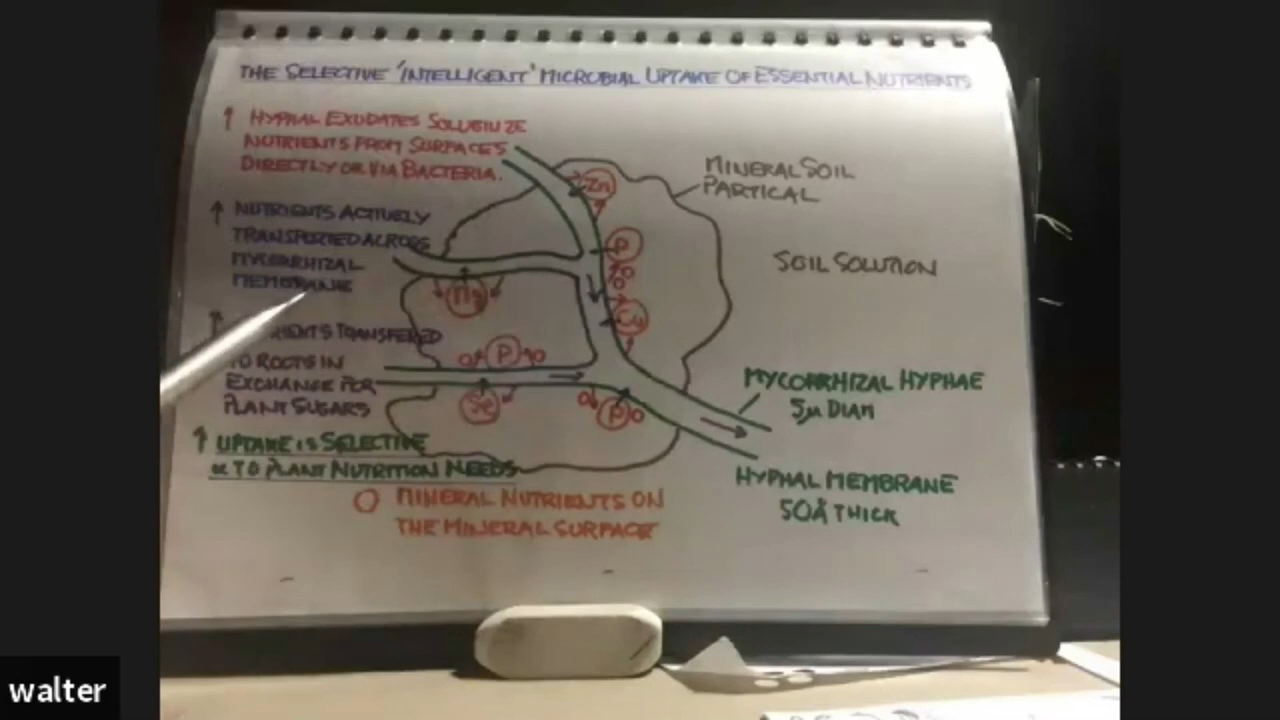 THE SELECTIVE 'INTELLIGENT' MICROBIAL UPTAKE OF ESSENTIAL NUTRIENTS
↑ HYPHAL EXUDATES SOLUBILIZE
NUTRIENTS FROM SURFACES
DIRECTLY OR VIA BACTERIA.
↑ NUTRIENTS ACTIVELY
TRANSPORTED ACROSS
MYCORRHIZAL
MEMBRANE
TRANSFERED
TO ROOTS IN
EXCHANGE FOR
PLANT SUGARS
↑ UPTAKE IS SELECTIVE
TO PLANT NUTRITION NEEDS
Zn
P
Cu
P
Se
P
MINERAL SOIL
PARTICAL
SOIL SOLUTION
MYCORRHIZAL HYPHAE
5µ DIAM
HYPHAL MEMBRANE
50Å THICK
O MINERAL NUTRIENTS ON
THE MINERAL SURFACE
walter